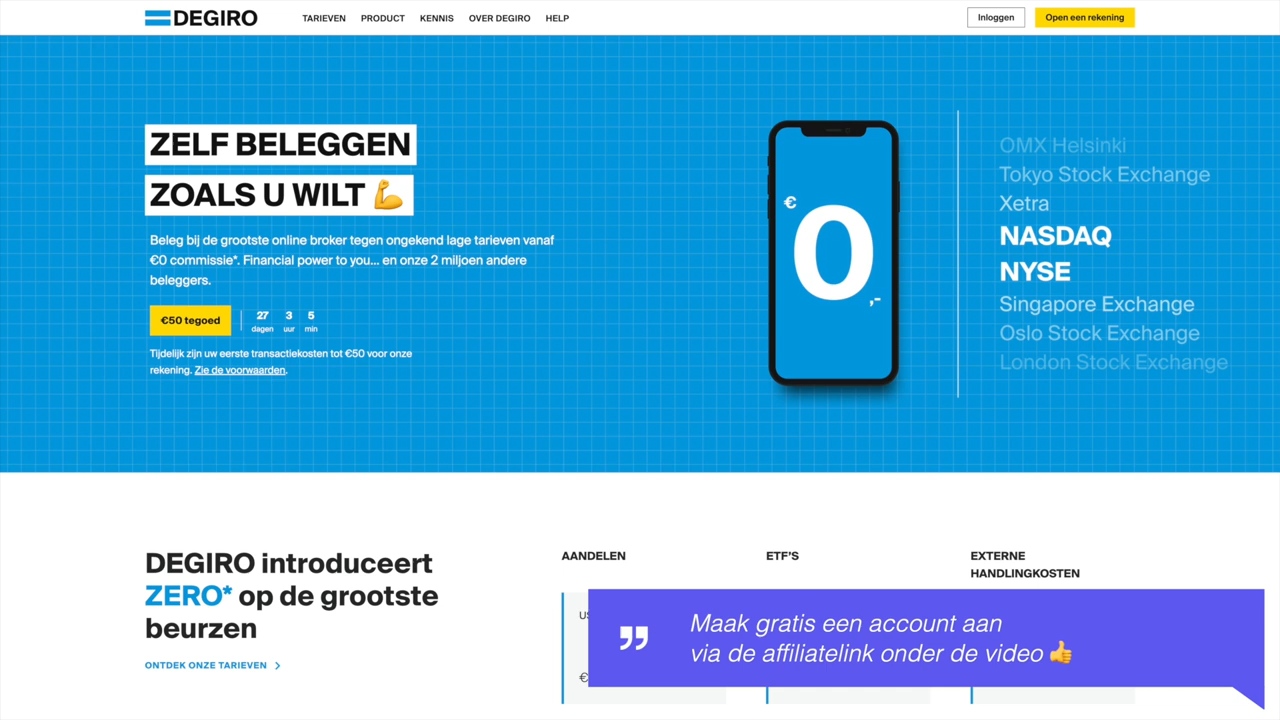 DEGIRO
TARIEVEN PRODUCT KENNIS OVER DEGIRO HELP
Inloggen
Open een rekening
ZELF BELEGGEN
ZOALS U WILT 💪
Beleg bij de grootste online broker tegen ongekend lage tarieven vanaf
€0 commissie*. Financial power to you... en onze 2 miljoen andere
beleggers.
€50 tegoed
27 3 5
dagen uur min
Tijdelijk zijn uw eerste transactiekosten tot €50 voor onze
rekening. Zie de voorwaarden.
€0,-
OMX Helsinki
Tokyo Stock Exchange
Xetra
NASDAQ
NYSE
Singapore Exchange
Oslo Stock Exchange
London Stock Exchange
DEGIRO introduceert
ZERO* op de grootste
beurzen
ONTDEK ONZE TARIEVEN
AANDELEN
ETF'S
EXTERNE
HANDLINGKOSTEN
€
Maak gratis een account aan
via de affiliatelink onder de video 👍